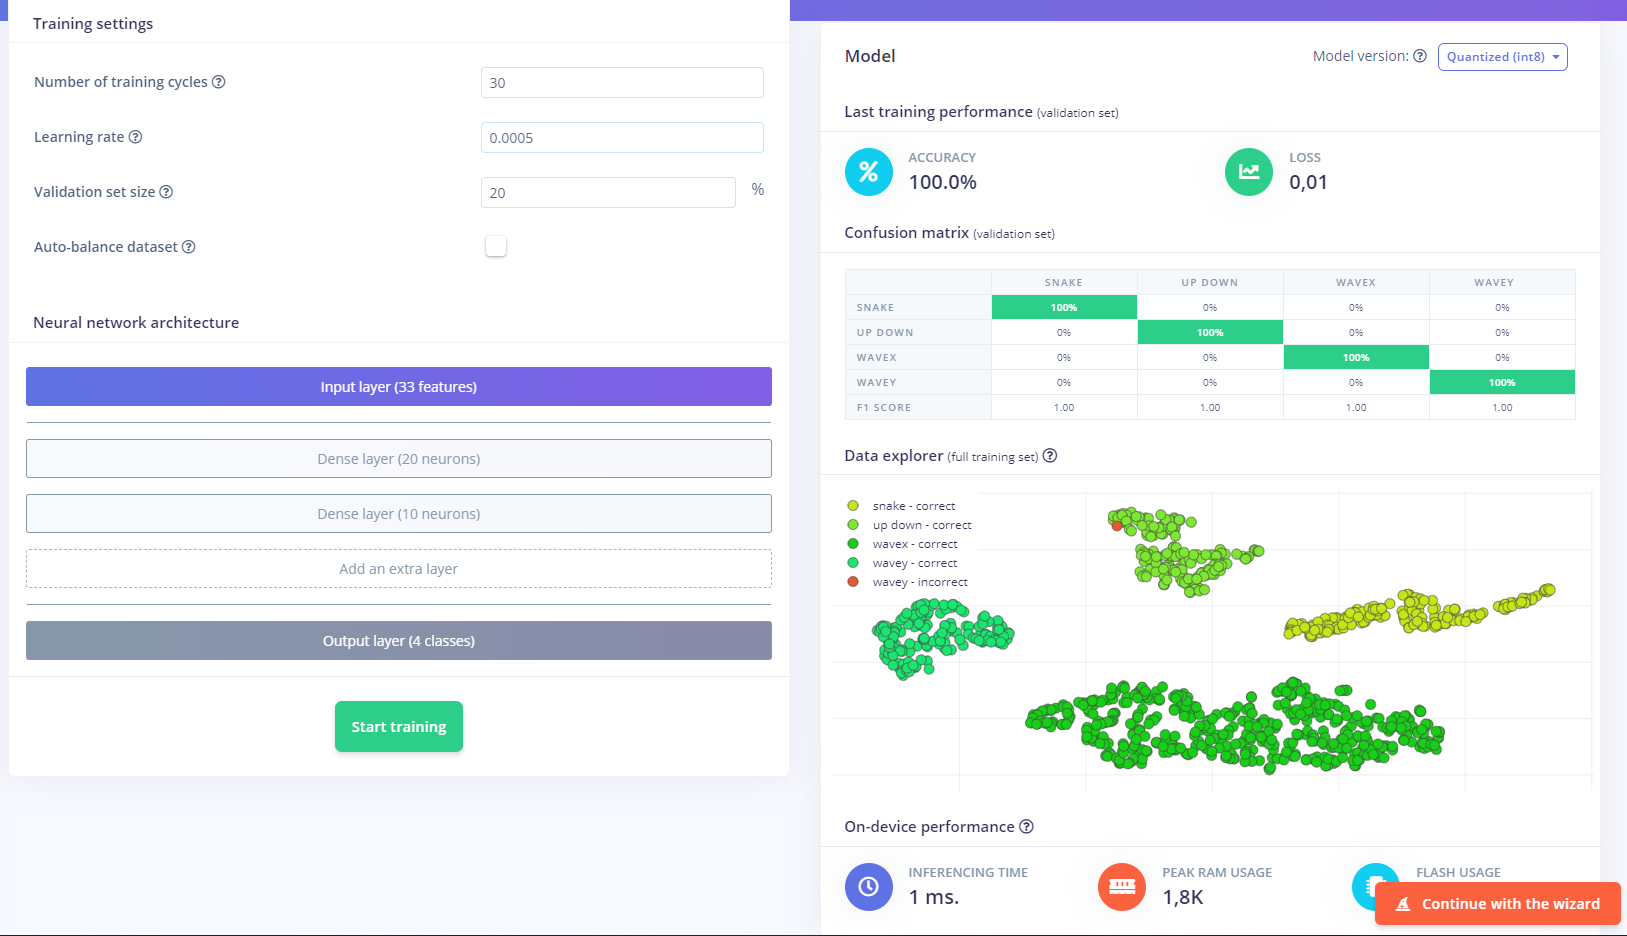 Training settings
Number of training cycles
30
Learning rate
0.0005
Validation set size
20
%
Auto-balance dataset
Neural network architecture
Input layer (33 features)
Dense layer (20 neurons)
Dense layer (10 neurons)
Add an extra layer
Output layer (4 classes)
Start training
Model
Model version: Quantized (int8)
Last training performance (validation set)
% ACCURACY
100.0%
LOSS
0,01
Confusion matrix (validation set)
SNAKE UP DOWN WAVEX WAVEY
SNAKE 100% 0% 0% 0%
UP DOWN 0% 100% 0% 0%
WAVEX 0% 0% 100% 0%
WAVEY 0% 0% 0% 100%
F1 SCORE 1.00 1.00 1.00 1.00
Data explorer (full training set)
snake - correct
up down - correct
wavex - correct
wavey - correct
wavey - incorrect
On-device performance
INFERENCING TIME
1 ms.
PEAK RAM USAGE
1,8K
FLASH USAGE
Continue with the wizard